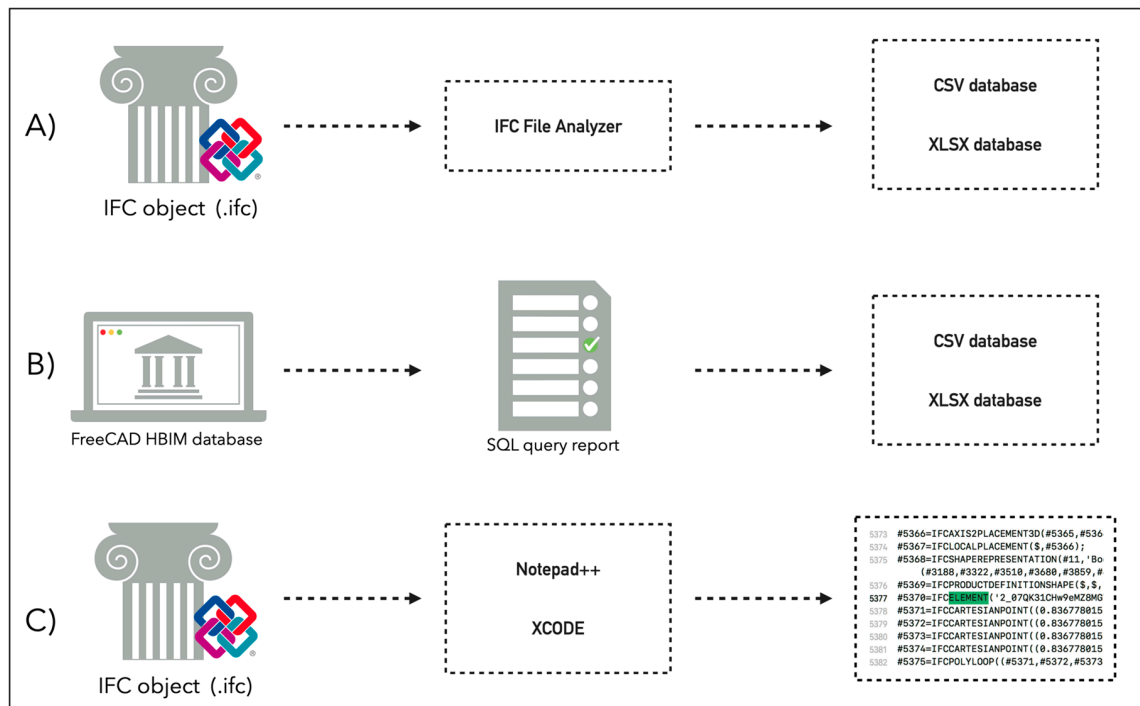 A)
IFC object (.ifc)
®
IFC File Analyzer
CSV database
XLSX database
B)
FreeCAD HBIM database
SQL query report
CSV database
XLSX database
C)
IFC object (.ifc)
®
Notepad++
XCODE
5373 #5366=IFCAXIS2PLACEMENT3D(#5365,#536
5374 #5367=IFCLOCALPLACEMENT($,#5366);
5375 #5368=IFCSHAPEREPRESENTATION(#11,'Bo
(#3188,#3322,#3510,#3680,#3859,#
5376 #5369=IFCPRODUCTDEFINITIONSHAPE($,$,
5377 #5370=IFCELEMENT('2_07QK31CHw9eMZ8MG
5378 #5371=IFCCARTESIANPOINT((0.836778015
5379 #5372=IFCCARTESIANPOINT((0.836778015
5380 #5373=IFCCARTESIANPOINT((0.836778015
5381 #5374=IFCCARTESIANPOINT((0.836778015
5382 #5375=IFCPOLYLOOP((#5371,#5372,#5373